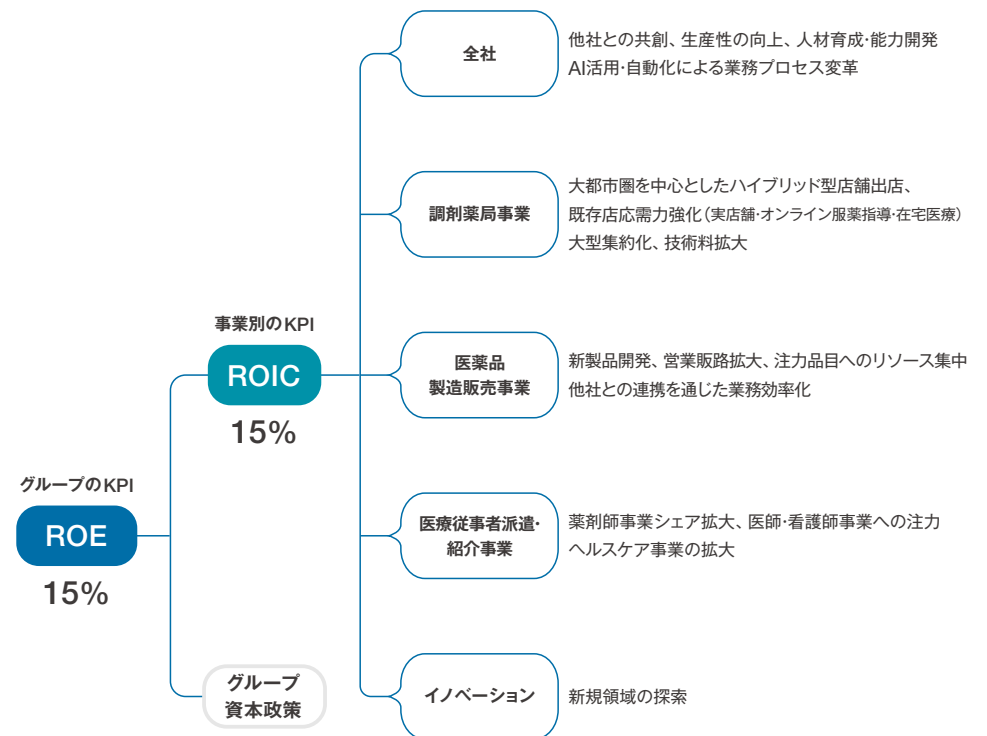 グループのKPI
ROE
15%
事業別のKPI
ROIC
15%
グループ
資本政策
全社
他社との共創、生産性の向上、人材育成・能力開発
AI活用・自動化による業務プロセス変革
調剤薬局事業
大都市圏を中心としたハイブリッド型店舗出店、
既存店応需力強化（実店舗・オンライン服薬指導・在宅医療）
大型集約化、技術料拡大
医薬品
製造販売事業
新製品開発、営業販路拡大、注力品目へのリソース集中
他社との連携を通じた業務効率化
医療従事者派遣・
紹介事業
薬剤師事業シェア拡大、医師・看護師事業への注力
ヘルスケア事業の拡大
イノベーション
新規領域の探索